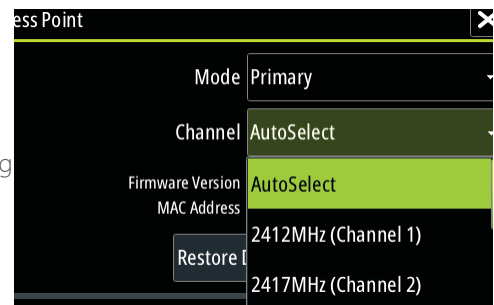 ess Point
Mode Primary
Channel AutoSelect
g
AutoSelect
Firmware Version
MAC Address
2412MHz (Channel 1)
Restore D
2417MHz (Channel 2)